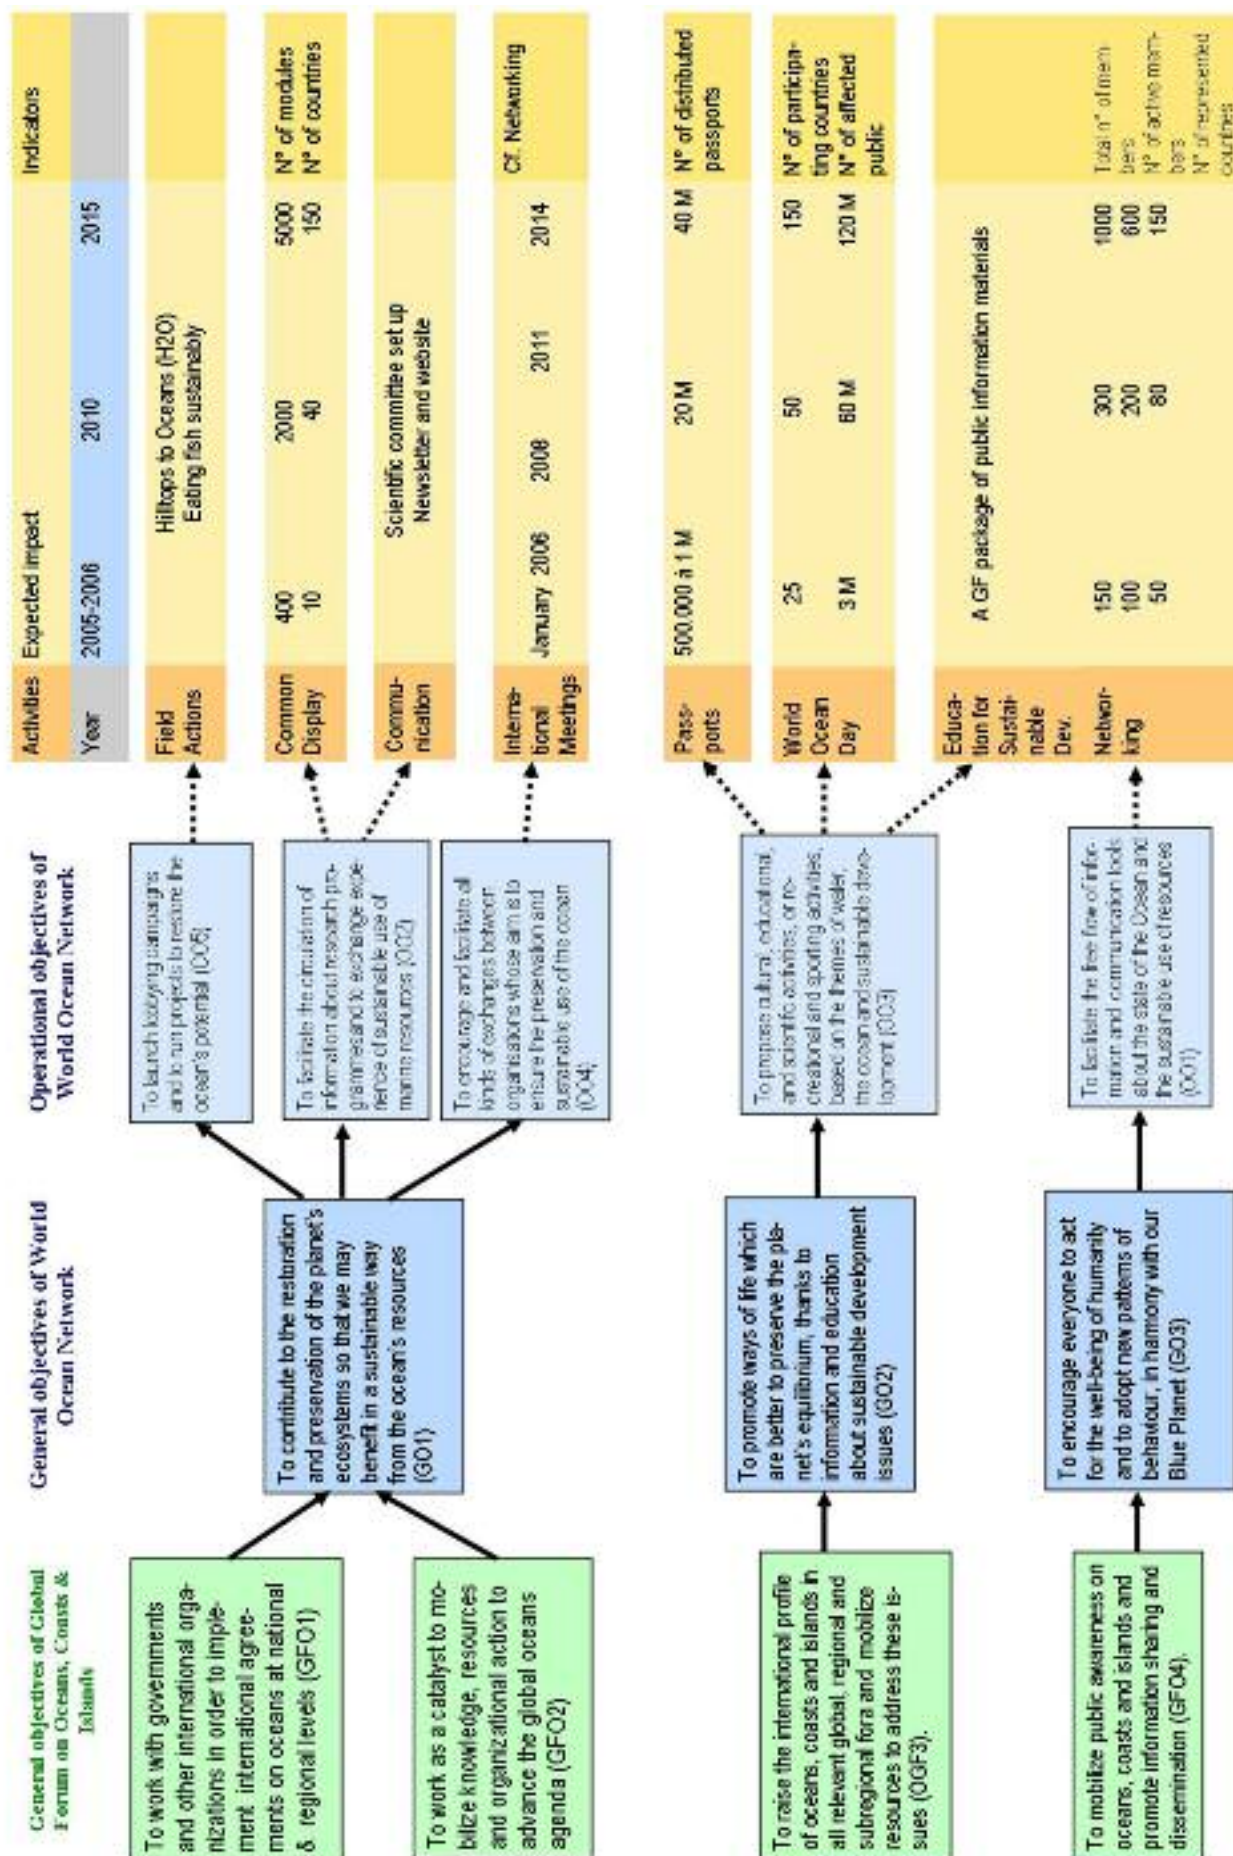 General objectives of Global
Forum on Oceans, Coasts &
Islands
To work with governments
and other international orga-
nizations in order to imple-
ment international agree-
ments on oceans at national
& regional levels (GFO1)
To work as a catalyst to mo-
bilize knowledge, resources
and organizational action to
advance the global oceans
agenda (GFO2)
To raise the international profile
of oceans, coasts and islands in
all relevant global, regional and
subregional fora and mobilize
resources to address these is-
sues (OGF3).
To mobilize public awareness on
oceans, coasts and islands and
promote information sharing and
dissemination (GFO4).
General objectives of World
Ocean Network
To contribute to the restoration
and preservation of the planet's
ecosystems so that we may
benefit in a sustainable way
from the ocean's resources
(GO1)
To promote ways of life which
are better to preserve the pla-
net's equilibrium, thanks to
information and education
about sustainable development
issues (GO2)
To encourage everyone to act
for the well-being of humanity
and to adopt new patterns of
behaviour, in harmony with our
Blue Planet (GO3)
Operational objectives of
World Ocean Network
To launch lobbying campaigns
and to run projects to restore the
ocean's potential (OO5)
To facilitate the circulation of
information about research pro-
grammes and to exchange expe-
rience of sustainable use of
marine resources (OO2)
To encourage and facilitate all
kinds of exchanges between
organisations whose aim is to
ensure the preservation and
sustainable use of the ocean
(OO4)
To propose cultural, educational,
and scientific activities, or re-
creational and sporting activities,
based on the themes of water,
the ocean and sustainable deve-
lopment (OO3)
To facilitate the free flow of infor-
mation and communication tools
about the state of the Ocean and
the sustainable use of resources
(OO1)
Activities Expected impact Indicators
Year 2005-2006 2010 2015
Field
Actions
Hilltops to Oceans (H2O)
Eating fish sustainably
Common 400 2000 5000 N° of modules
Display 10 40 150 N° of countries
Commu-
nication
Scientific committee set up
Newsletter and website
Interna-
tional
Meetings
January 2006 2008 2011 2014 Cf. Networking
Pass-
ports
500.000 à 1 M 20 M 40 M N° of distributed
passports
World
Ocean
Day
25 50 150 N° of participa-
ting countries
3 M 60 M 120 M N° of affected
public
Educa-
tion for
Sustai-
nable
Dev.
A GF package of public information materials
Networ-
king
150 300 1000 Total n° of mem-
bers
100 200 600 N° of active mem-
bers
50 80 150 N° of represented
countries